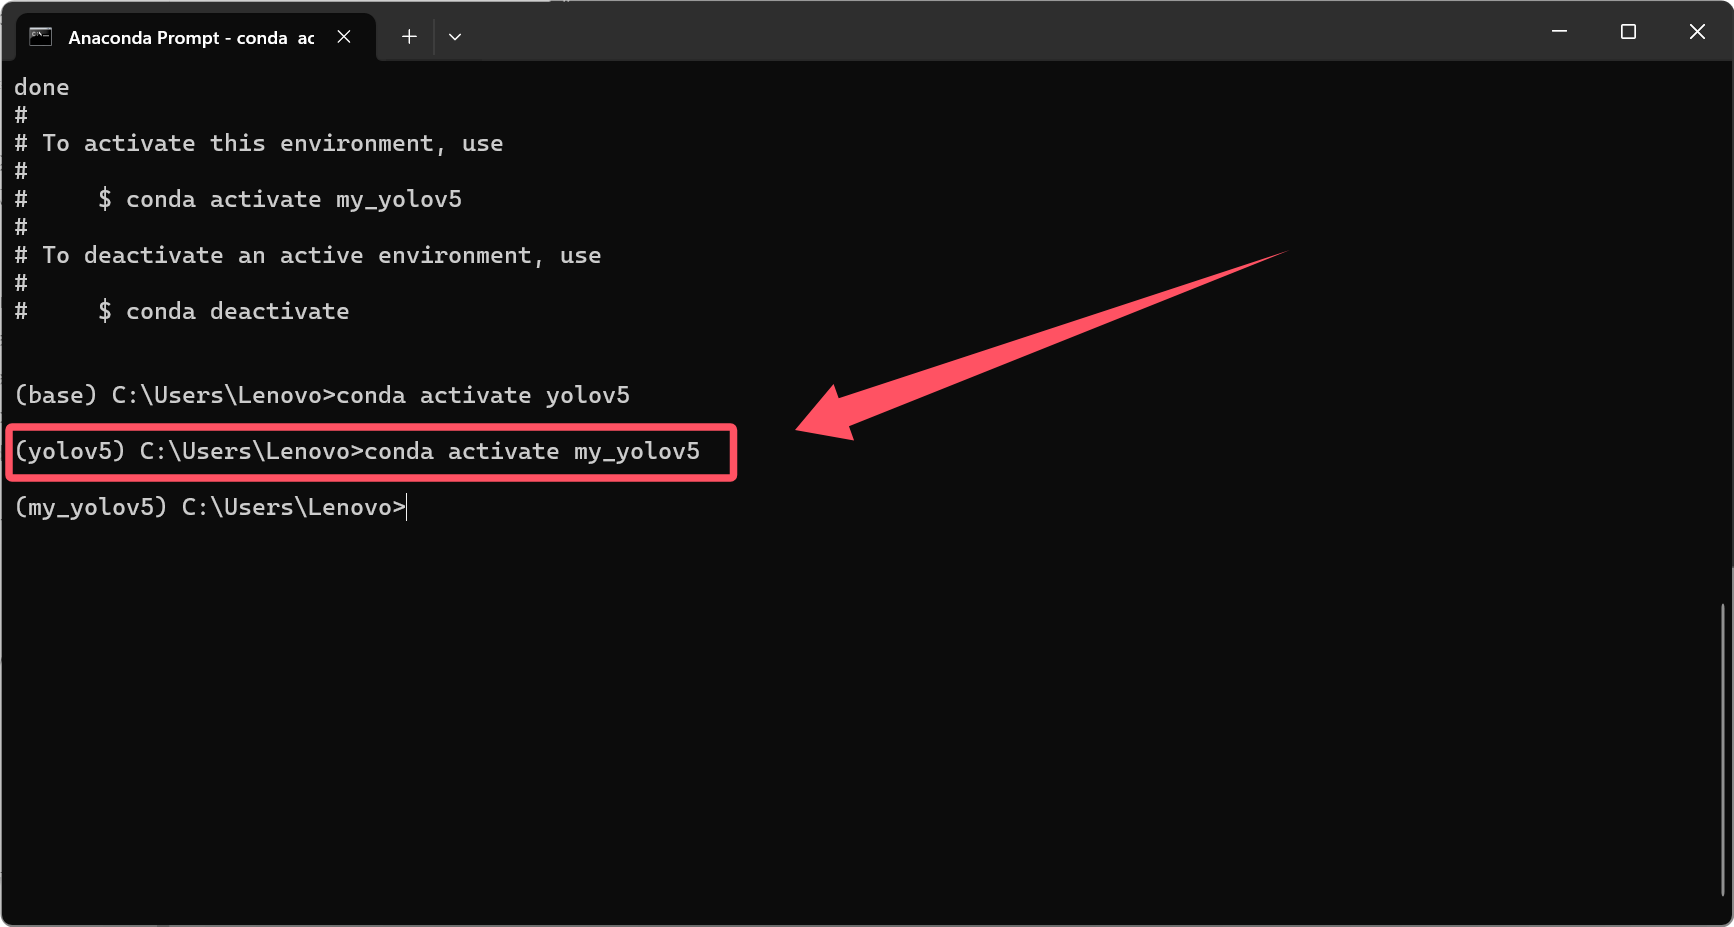 Anaconda Prompt - conda ac
done
#
# To activate this environment, use
#
#     $ conda activate my_yolov5
#
# To deactivate an active environment, use
#
#     $ conda deactivate
(base) C:\Users\Lenovo>conda activate yolov5
(yolov5) C:\Users\Lenovo>conda activate my_yolov5
(my_yolov5) C:\Users\Lenovo>